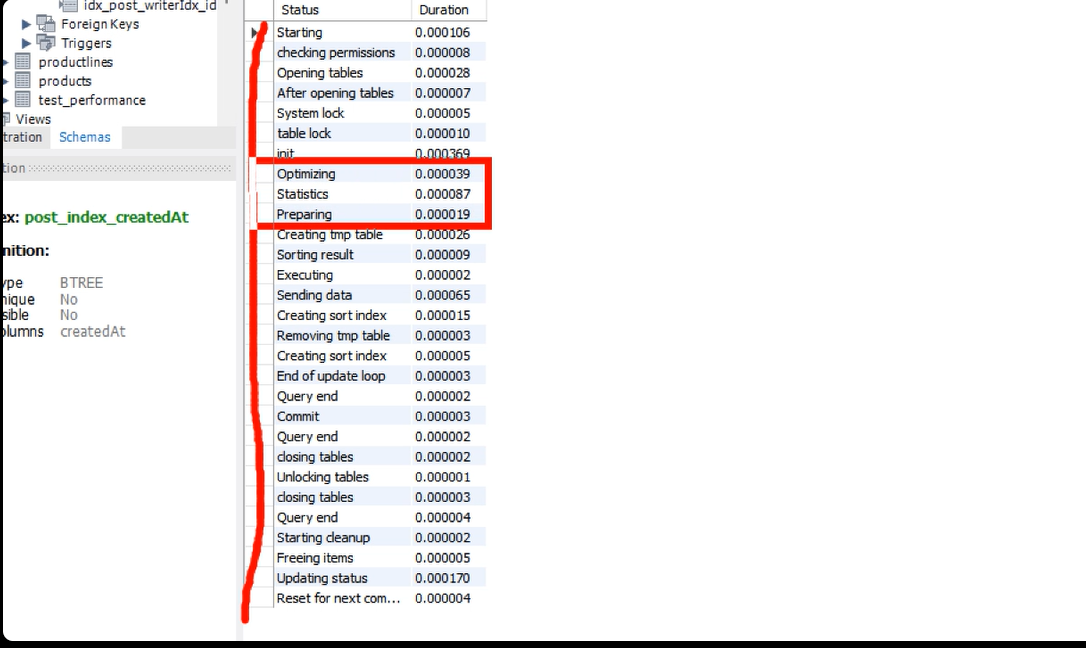 idx_post_writerIdx_id
Foreign Keys
Triggers
productlines
products
test_performance
Views
tration Schemas
tion
ex: post_index_createdAt
nition:
ype BTREE
nique No
sible No
olumns createdAt
Status Duration
Starting 0.000106
checking permissions 0.000008
Opening tables 0.000028
After opening tables 0.000007
System lock 0.000005
table lock 0.000010
init 0.000369
Optimizing 0.000039
Statistics 0.000087
Preparing 0.000019
Creating tmp table 0.000026
Sorting result 0.000009
Executing 0.000002
Sending data 0.000065
Creating sort index 0.000015
Removing tmp table 0.000003
Creating sort index 0.000005
End of update loop 0.000003
Query end 0.000002
Commit 0.000003
Query end 0.000002
closing tables 0.000002
Unlocking tables 0.000001
closing tables 0.000003
Query end 0.000004
Starting cleanup 0.000002
Freeing items 0.000005
Updating status 0.000170
Reset for next com... 0.000004